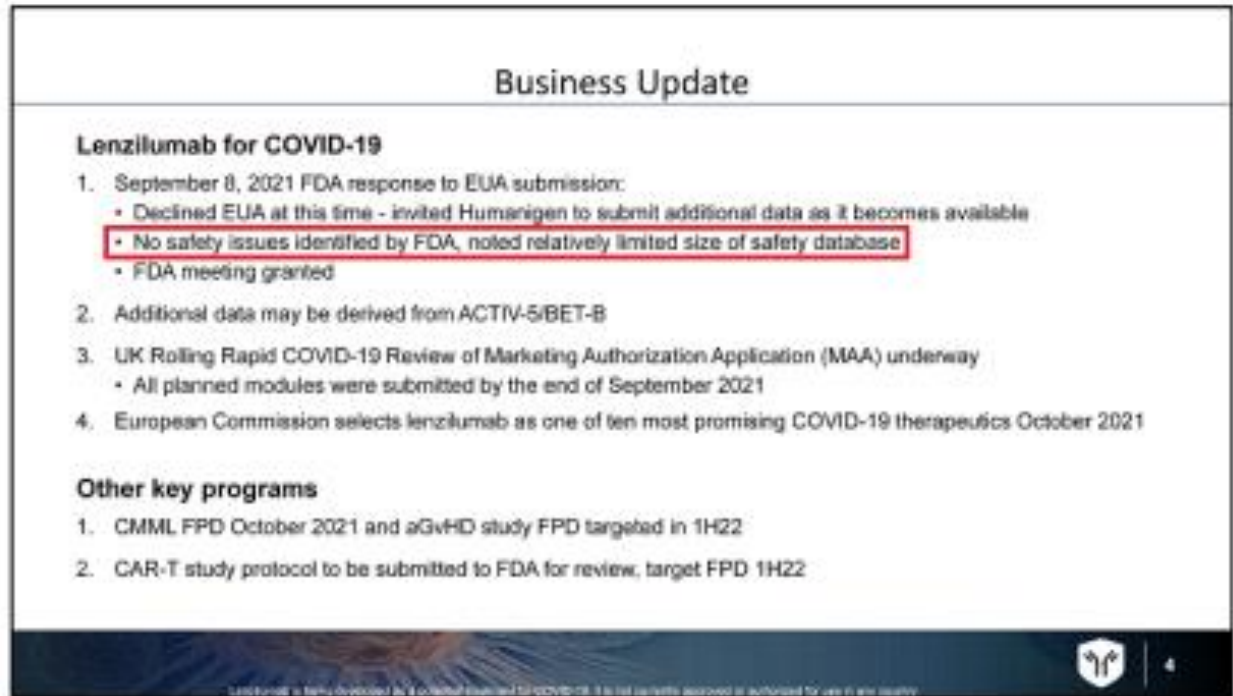 Business Update
Lenzilumab for COVID-19
1. September 8, 2021 FDA response to EUA submission:
• Declined EUA at this time - invited Humanigen to submit additional data as it becomes available
• No safety issues identified by FDA, noted relatively limited size of safety database
• FDA meeting granted
2. Additional data may be derived from ACTIV-5/BET-B
3. UK Rolling Rapid COVID-19 Review of Marketing Authorization Application (MAA) underway
• All planned modules were submitted by the end of September 2021
4. European Commission selects lenzilumab as one of ten most promising COVID-19 therapeutics October 2021
Other key programs
1. CMML FPD October 2021 and aGvHD study FPD targeted in 1H22
2. CAR-T study protocol to be submitted to FDA for review, target FPD 1H22
4